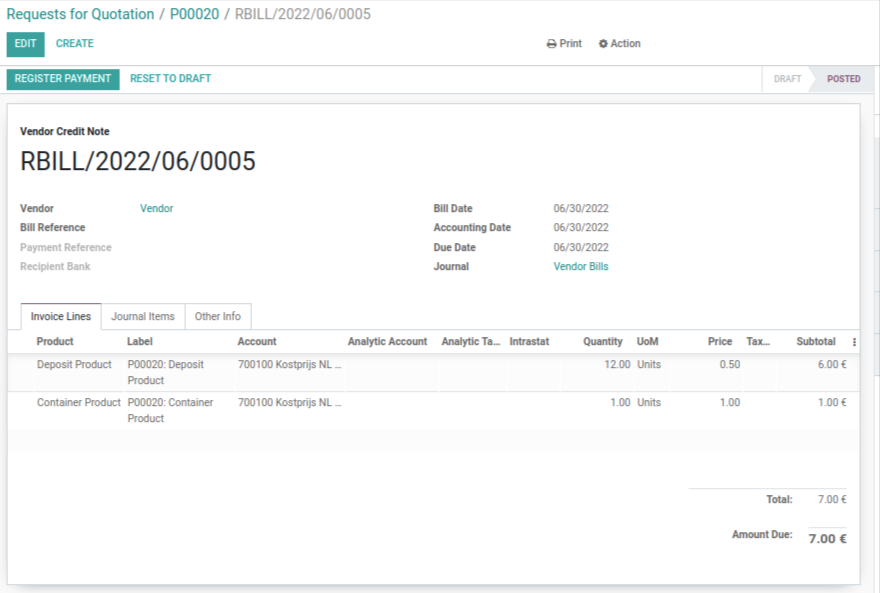 Requests for Quotation / P00020 / RBILL/2022/06/0005
EDIT CREATE Print Action
REGISTER PAYMENT RESET TO DRAFT DRAFT POSTED
Vendor Credit Note
RBILL/2022/06/0005
Vendor Vendor Bill Date 06/30/2022
Bill Reference Accounting Date 06/30/2022
Payment Reference Due Date 06/30/2022
Recipient Bank Journal Vendor Bills
Invoice Lines Journal Items Other Info
Product Label Account Analytic Account Analytic Ta... Intrastat Quantity UoM Price Tax... Subtotal
Deposit Product P00020: Deposit 700100 Kostprijs NL ... 12.00 Units 0.50 6.00 €
Product
Container Product P00020: Container 700100 Kostprijs NL ... 1.00 Units 1.00 1.00 €
Product
Total: 7.00 €
Amount Due: 7.00 €